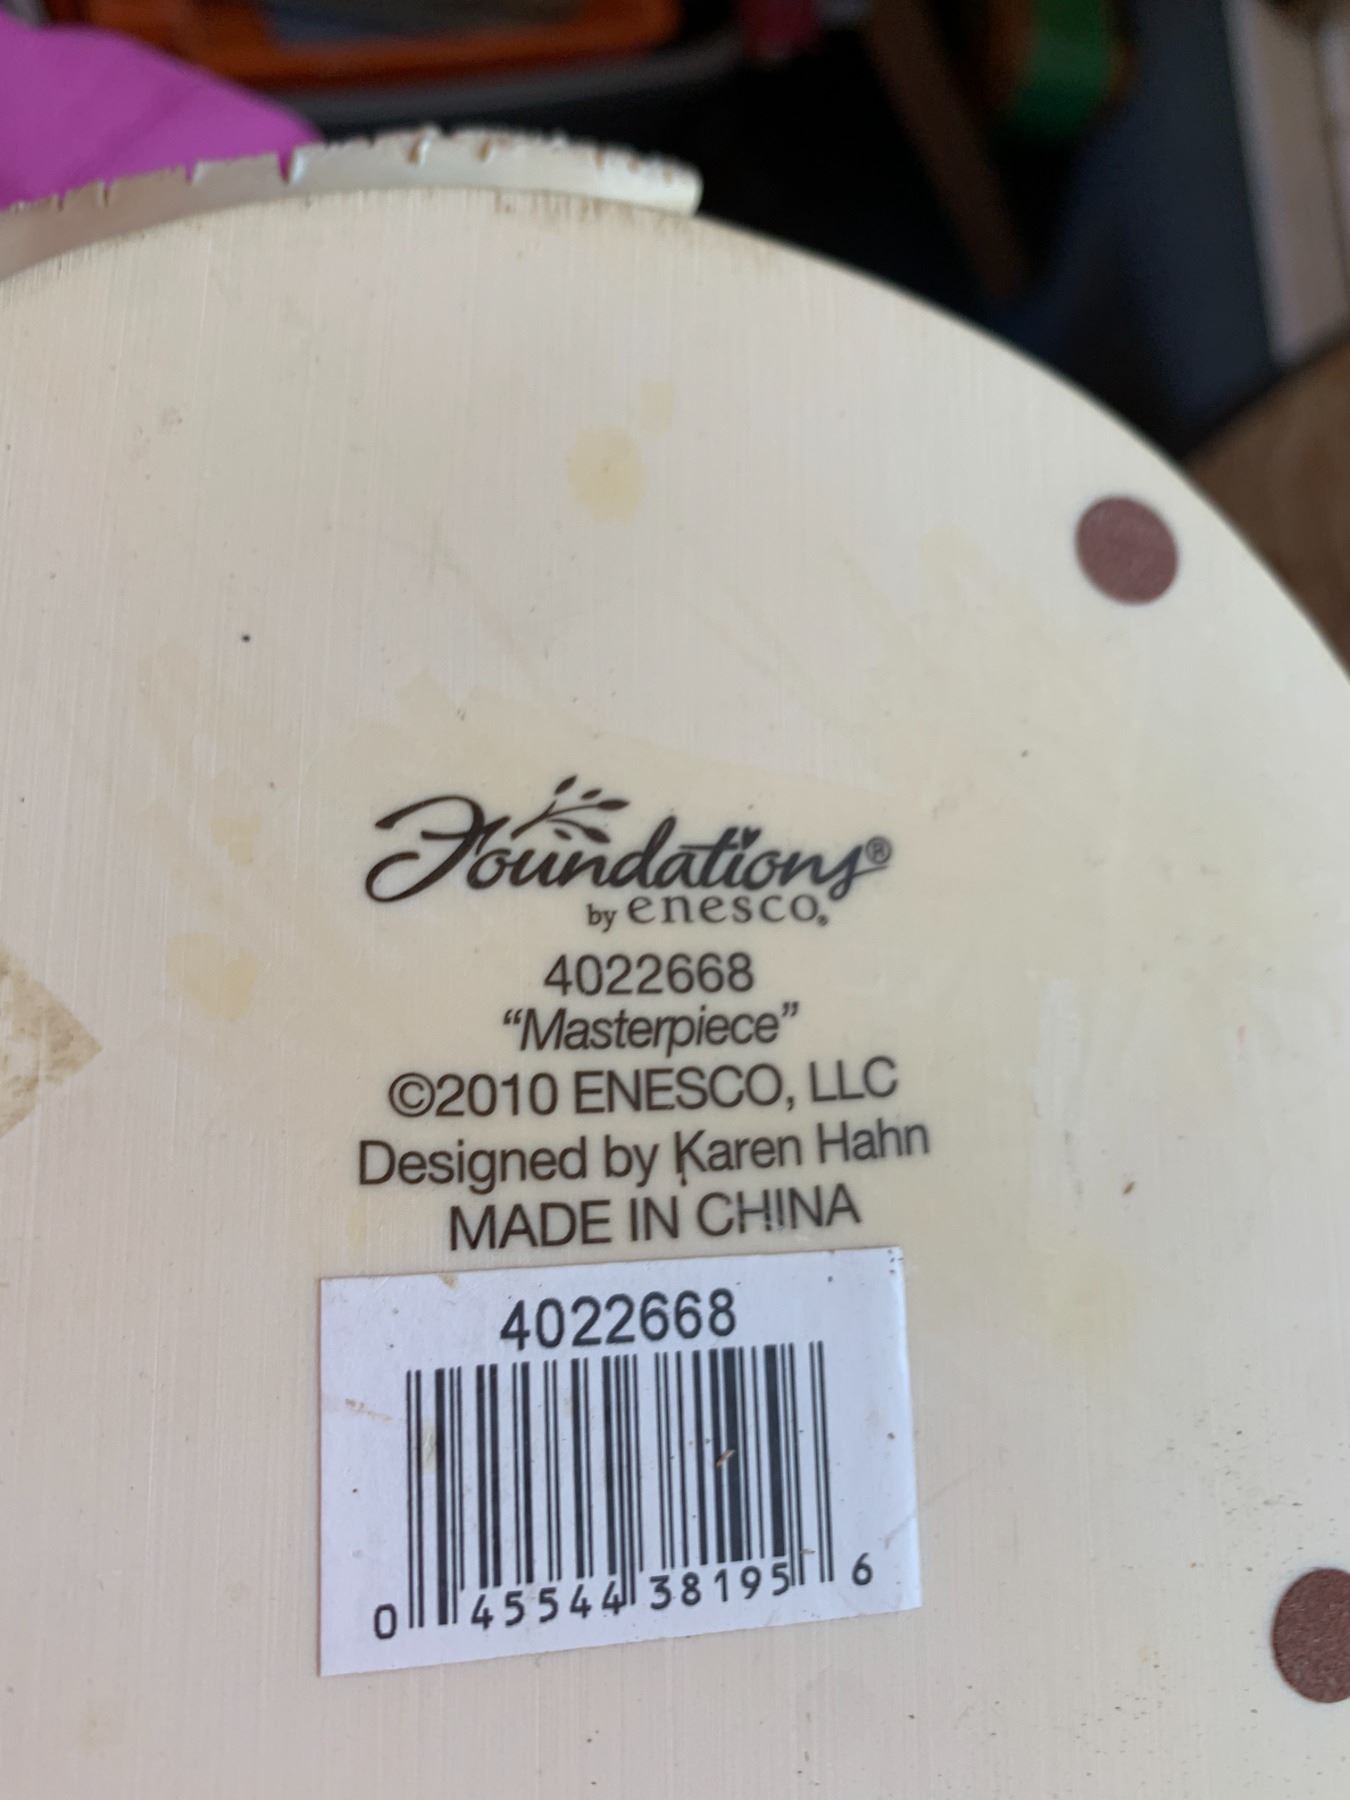 Foundations®
by enesco®
4022668
“Masterpiece”
©2010 ENESCO, LLC
Designed by Karen Hahn
MADE IN CHINA
4022668
0 45544 38195 6